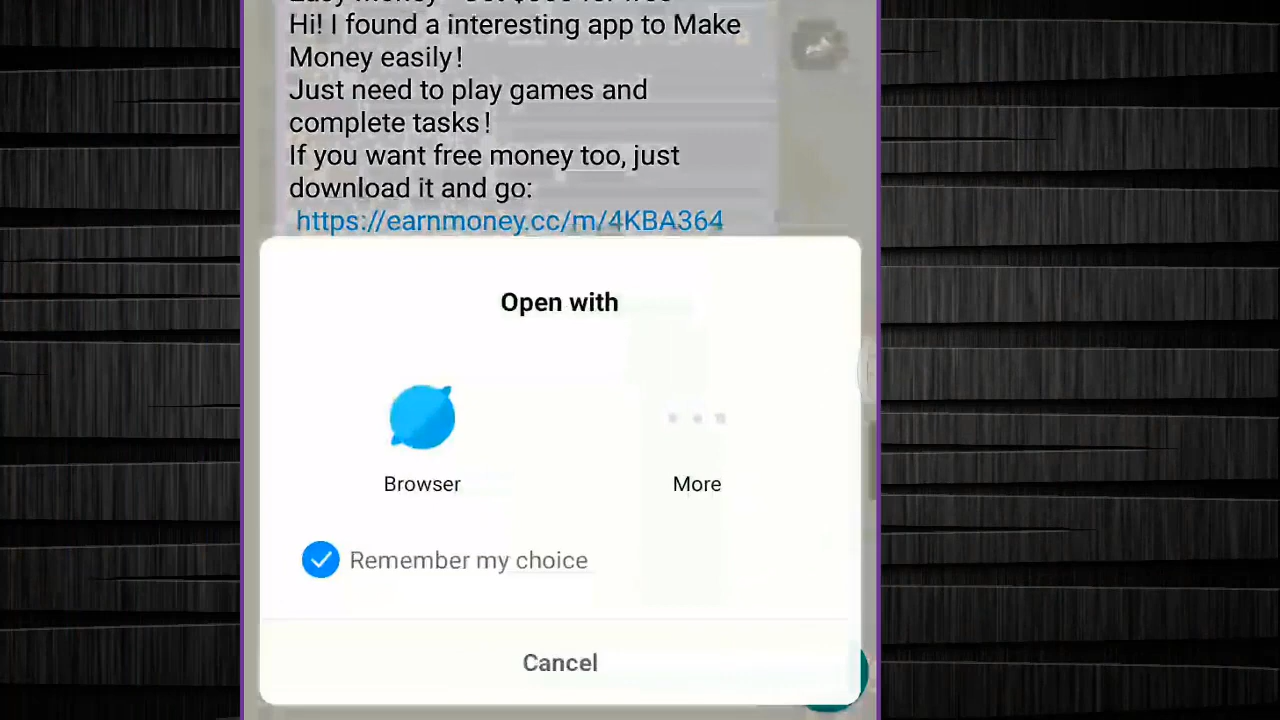 Hi! I found a interesting app to Make
Money easily!
Just need to play games and
complete tasks!
If you want free money too, just
download it and go:
https://earnmoney.cc/m/4KBA364
Open with
Browser
More
Remember my choice
Cancel